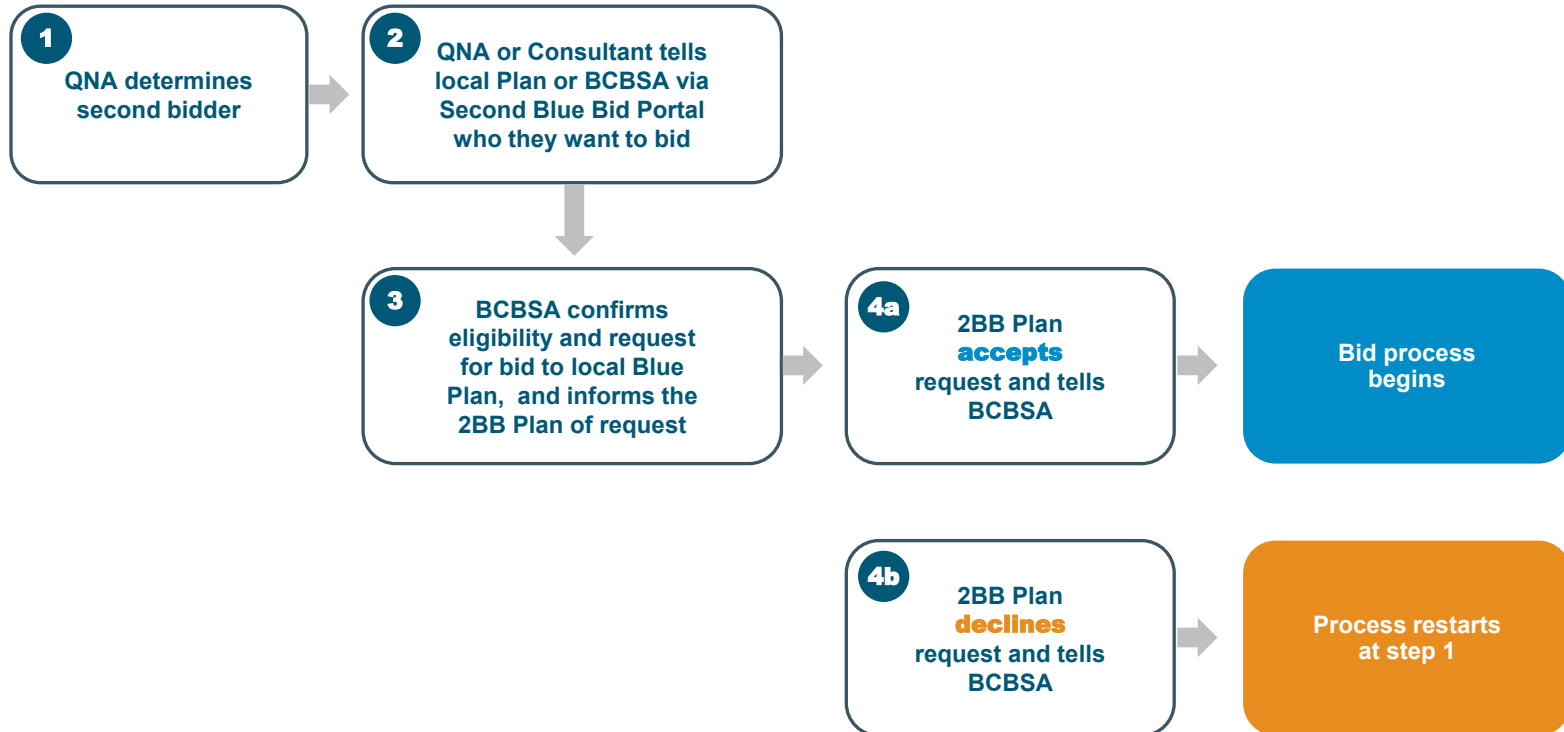 1
QNA determines
second bidder
2
QNA or Consultant tells
local Plan or BCBSA via
Second Blue Bid Portal
who they want to bid
3
BCBSA confirms
eligibility and request
for bid to local Blue
Plan, and informs the
2BB Plan of request
4a
2BB Plan
accepts
request and tells
BCBSA
Bid process
begins
4b
2BB Plan
declines
request and tells
BCBSA
Process restarts
at step 1